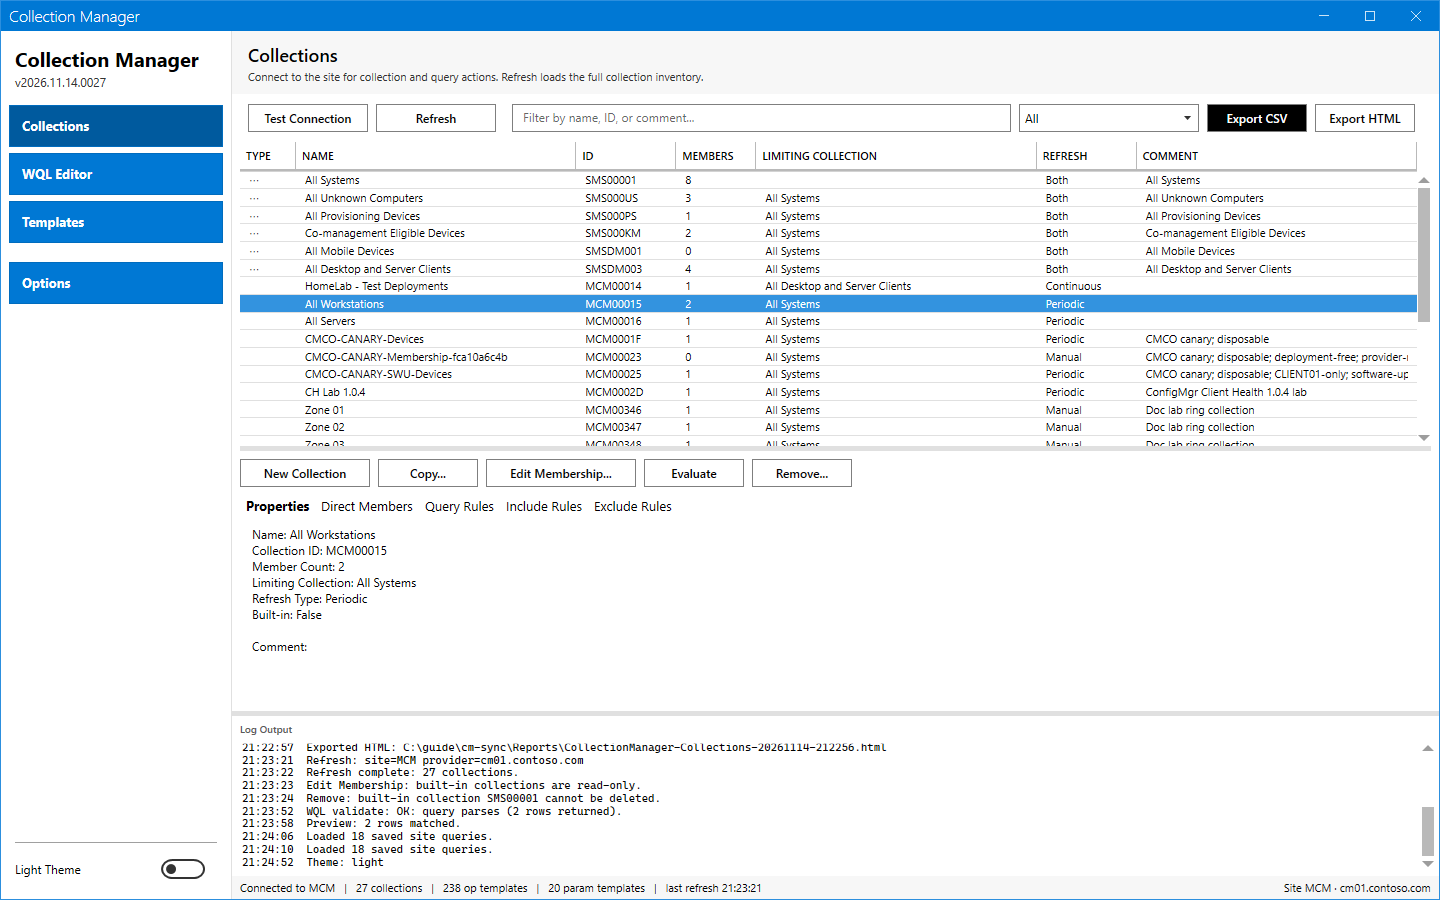 Collection Manager
Collection Manager
v2026.11.14.0027
Collections
WQL Editor
Templates
Options
Light Theme
Collections
Connect to the site for collection and query actions. Refresh loads the full collection inventory.
Test Connection Refresh Filter by name, ID, or comment... All Export CSV Export HTML
TYPE NAME ID MEMBERS LIMITING COLLECTION REFRESH COMMENT
... All Systems SMS00001 8 Both All Systems
... All Unknown Computers SMS000US 3 All Systems Both All Unknown Computers
... All Provisioning Devices SMS000PS 1 All Systems Both All Provisioning Devices
... Co-management Eligible Devices SMS000KM 2 All Systems Both Co-management Eligible Devices
... All Mobile Devices SMSDM001 0 All Systems Both All Mobile Devices
... All Desktop and Server Clients SMSDM003 4 All Systems Both All Desktop and Server Clients
HomeLab - Test Deployments MCM00014 1 All Desktop and Server Clients Continuous
All Workstations MCM00015 2 All Systems Periodic
All Servers MCM00016 1 All Systems Periodic
CMCO-CANARY-Devices MCM0001F 1 All Systems Periodic CMCO canary; disposable
CMCO-CANARY-Membership-fca10a6c4b MCM00023 0 All Systems Manual CMCO canary; disposable; deployment-free; provider-
CMCO-CANARY-SWU-Devices MCM00025 1 All Systems Periodic CMCO canary; disposable; CLIENT01-only; software-up
CH Lab 1.0.4 MCM0002D 1 All Systems Periodic ConfigMgr Client Health 1.0.4 lab
Zone 01 MCM00346 1 All Systems Manual Doc lab ring collection
Zone 02 MCM00347 1 All Systems Manual Doc lab ring collection
Zone 03 MCM00348 1 All Systems Manual Doc lab ring collection
New Collection Copy... Edit Membership... Evaluate Remove...
Properties Direct Members Query Rules Include Rules Exclude Rules
Name: All Workstations
Collection ID: MCM00015
Member Count: 2
Limiting Collection: All Systems
Refresh Type: Periodic
Built-in: False
Comment:
Log Output
21:22:57 Exported HTML: C:\guide\cm-sync\Reports\CollectionManager-Collections-20261114-212256.html
21:23:21 Refresh: site=MCM provider=cm01.contoso.com
21:23:22 Refresh complete: 27 collections.
21:23:23 Edit Membership: built-in collections are read-only.
21:23:24 Remove: built-in collection SMS00001 cannot be deleted.
21:23:52 WQL validate: OK: query parses (2 rows returned).
21:23:58 Preview: 2 rows matched.
21:24:06 Loaded 18 saved site queries.
21:24:10 Loaded 18 saved site queries.
21:24:52 Theme: light
Connected to MCM | 27 collections | 238 op templates | 20 param templates | last refresh 21:23:21 Site MCM · cm01.contoso.com